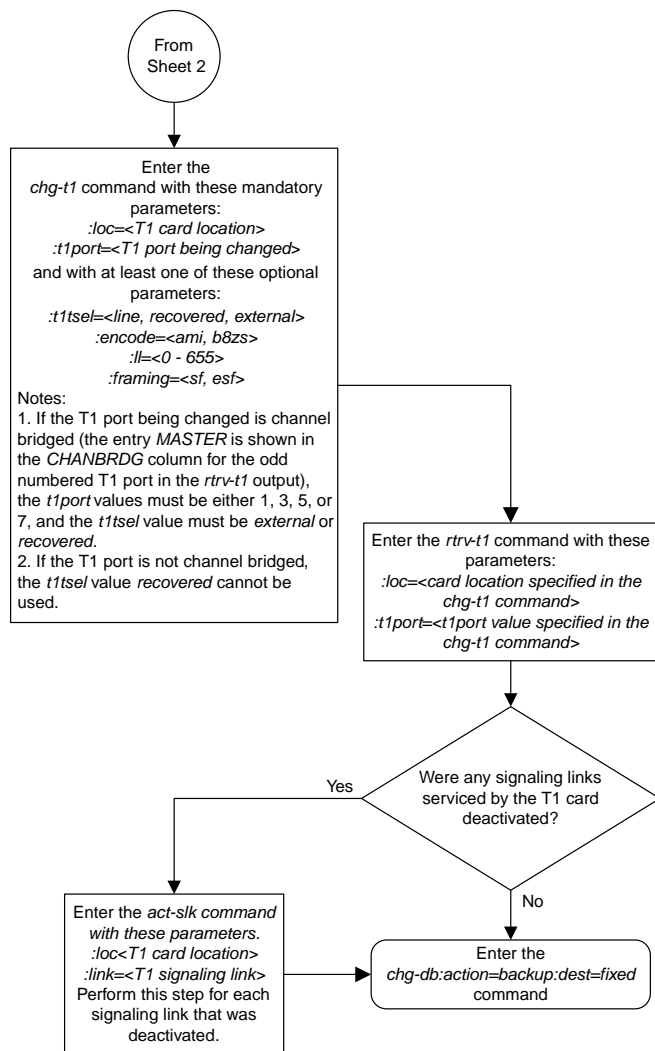 From
Sheet 2
Enter the
chg-t1 command with these mandatory
parameters:
:loc=<T1 card location>
:t1port=<T1 port being changed>
and with at least one of these optional
parameters:
:t1tsel=<line, recovered, external>
:encode=<ami, b8zs>
:ll=<0 - 655>
:framing=<sf, esf>
Notes:
1. If the T1 port being changed is channel
bridged (the entry MASTER is shown in
the CHANBRDG column for the odd
numbered T1 port in the rtrv-t1 output),
the t1port values must be either 1, 3, 5, or
7, and the t1tsel value must be external or
recovered.
2. If the T1 port is not channel bridged,
the t1tsel value recovered cannot be
used.
Enter the rtrv-t1 command with these
parameters:
:loc=<card location specified in the
chg-t1 command>
:t1port=<t1port value specified in the
chg-t1 command>
Were any signaling links
serviced by the T1 card
deactivated?
Yes
No
Enter the act-slk command
with these parameters.
:loc<T1 card location>
:link=<T1 signaling link>
Perform this step for each
signaling link that was
deactivated.
Enter the
chg-db:action=backup:dest=fixed
command